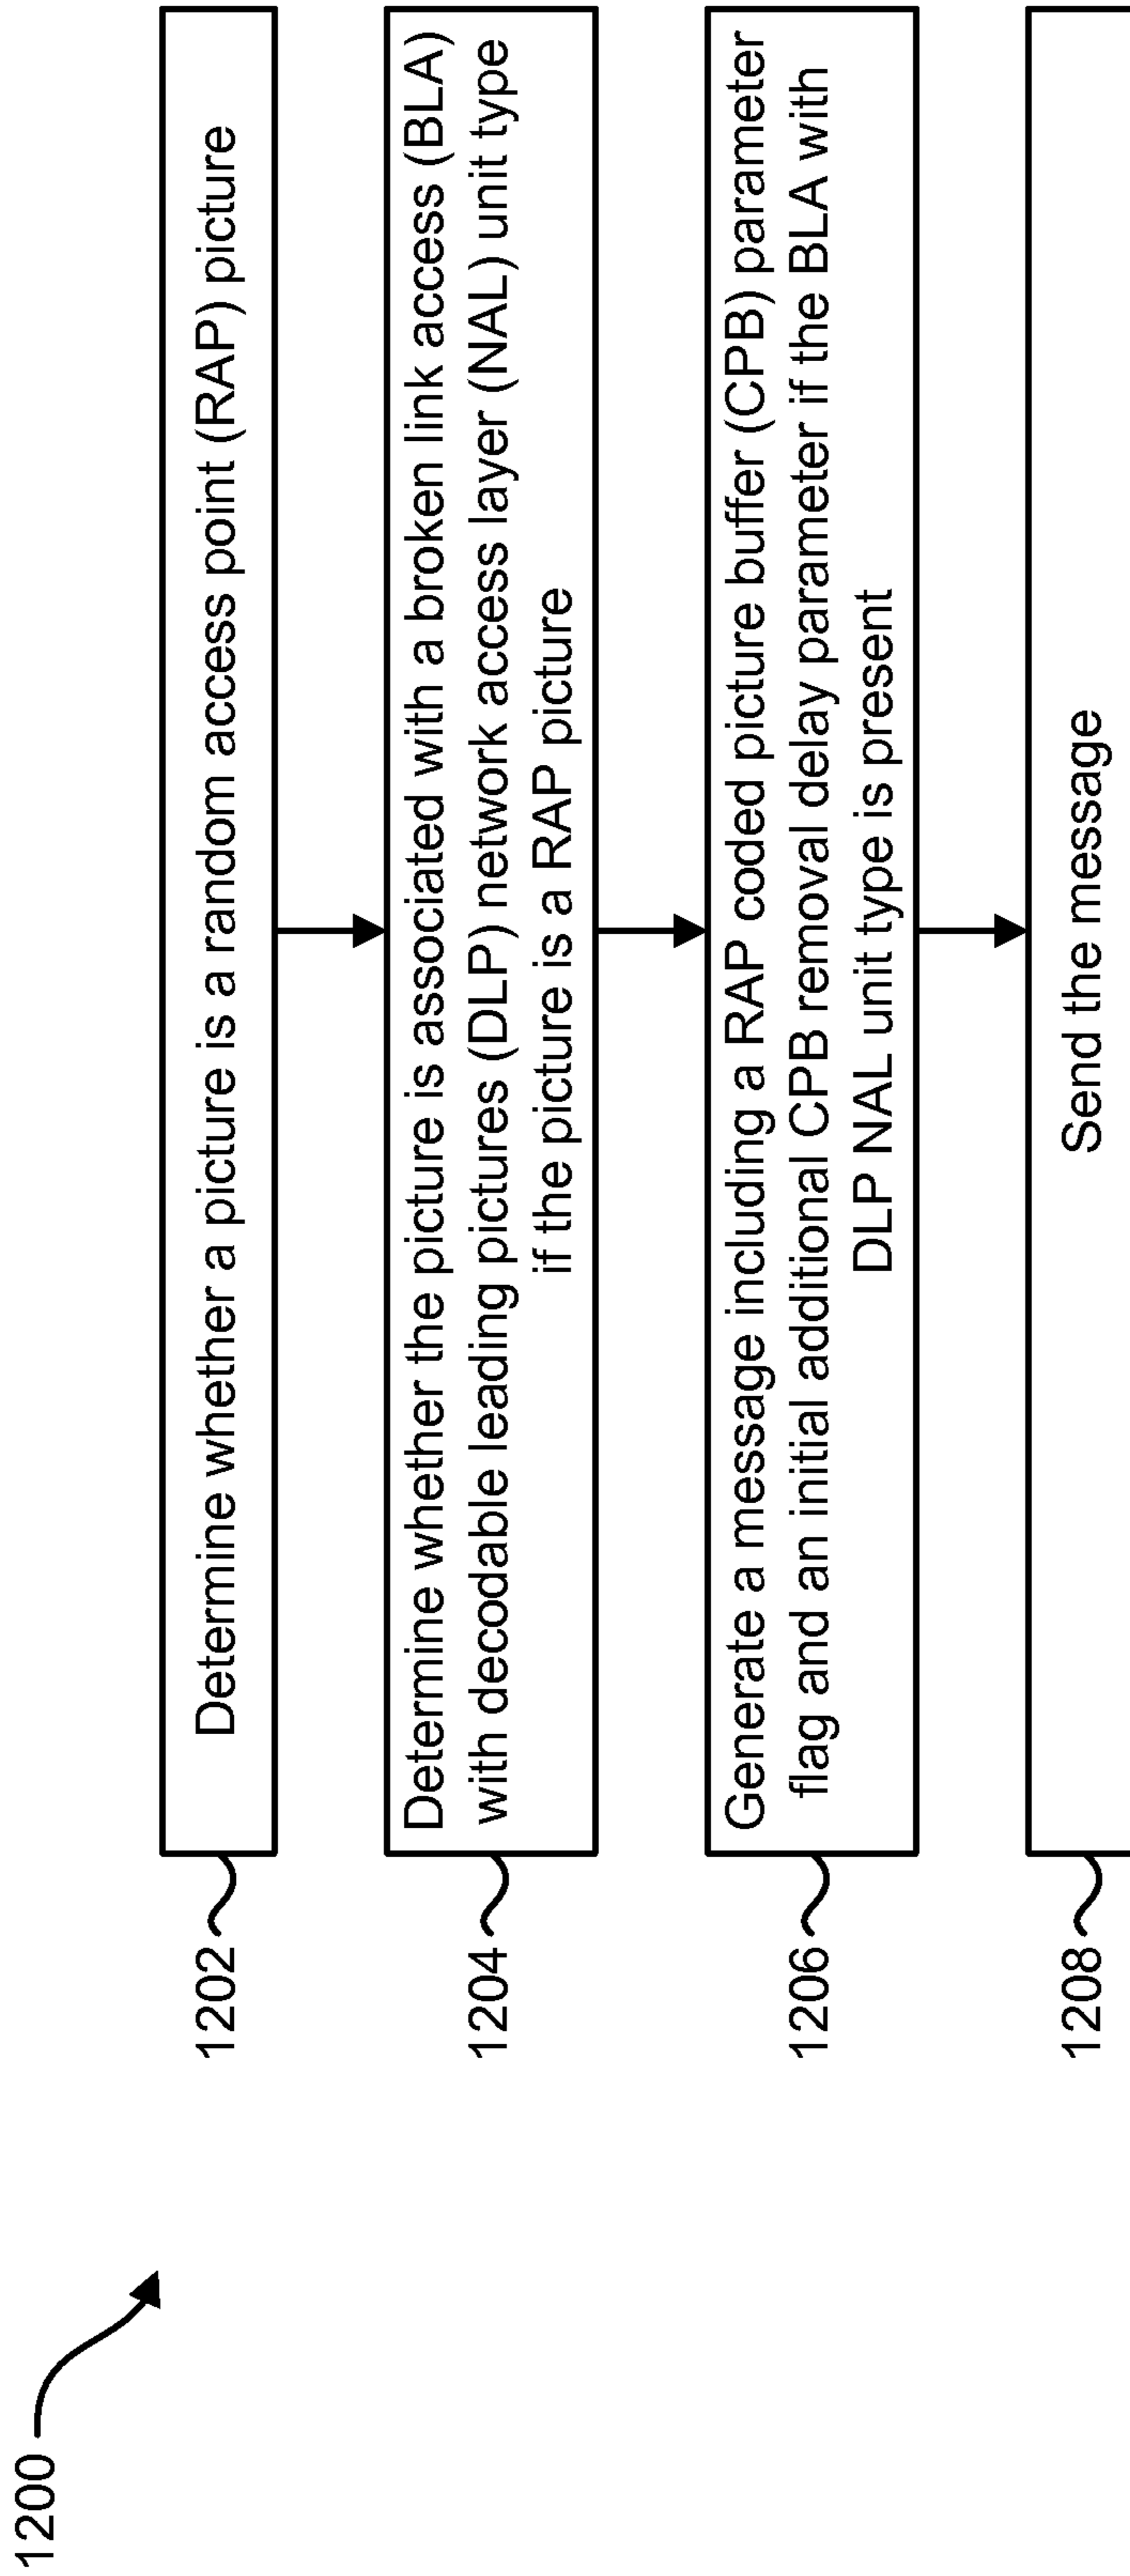 1200
1202
Determine whether a picture is a random access point (RAP) picture
1204
Determine whether the picture is associated with a broken link access (BLA)
with decodable leading pictures (DLP) network access layer (NAL) unit type
if the picture is a RAP picture
1206
Generate a message including a RAP coded picture buffer (CPB) parameter
flag and an initial additional CPB removal delay parameter if the BLA with
DLP NAL unit type is present
1208
Send the message